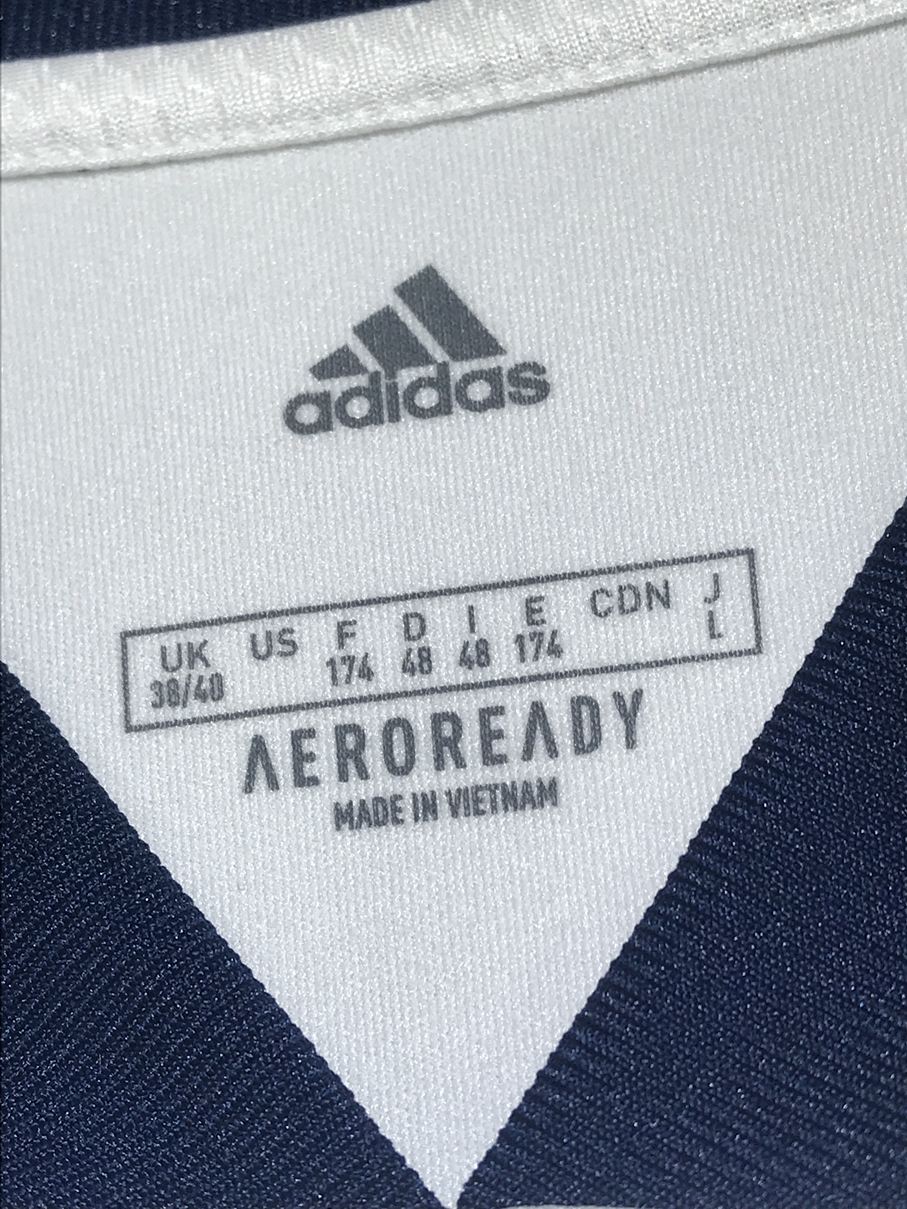 adidas
UK US F D I E CDN J
38/40 174 48 48 174 L
AEROREADY
MADE IN VIETNAM